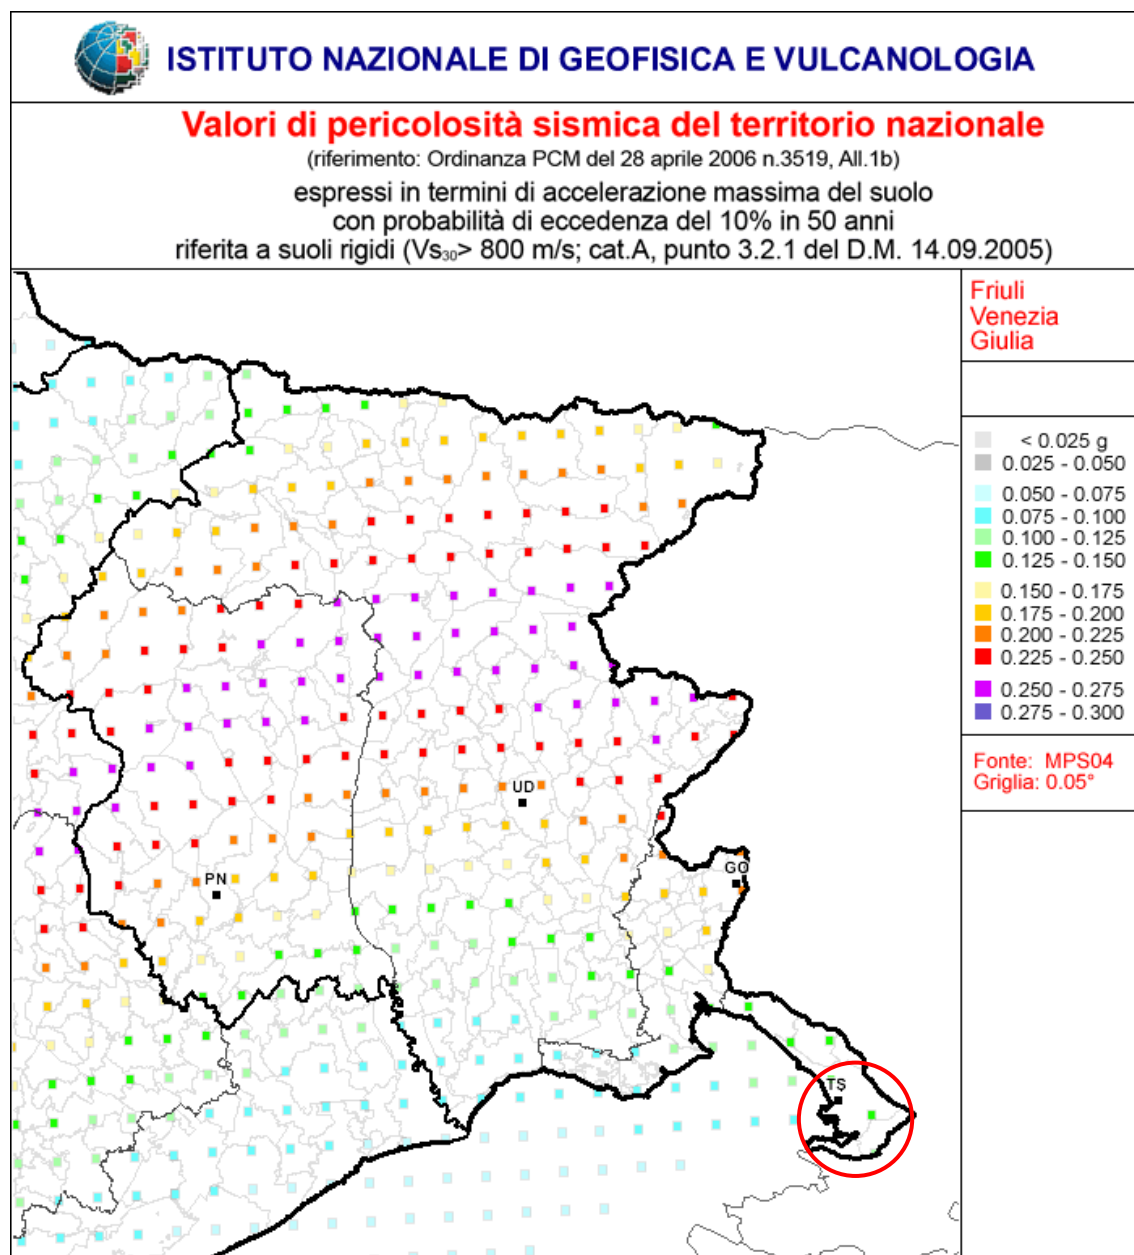 ISTITUTO NAZIONALE DI GEOFISICA E VULCANOLOGIA
Valori di pericolosità sismica del territorio nazionale
(riferimento: Ordinanza PCM del 28 aprile 2006 n.3519, All.1b)
espressi in termini di accelerazione massima del suolo
con probabilità di eccedenza del 10% in 50 anni
riferita a suoli rigidi (Vs₃₀> 800 m/s; cat.A, punto 3.2.1 del D.M. 14.09.2005)
Friuli
Venezia
Giulia
< 0.025 g
0.025 - 0.050
0.050 - 0.075
0.075 - 0.100
0.100 - 0.125
0.125 - 0.150
0.150 - 0.175
0.175 - 0.200
0.200 - 0.225
0.225 - 0.250
0.250 - 0.275
0.275 - 0.300
Fonte: MPS04
Griglia: 0.05°
UD
PN
GO
TS